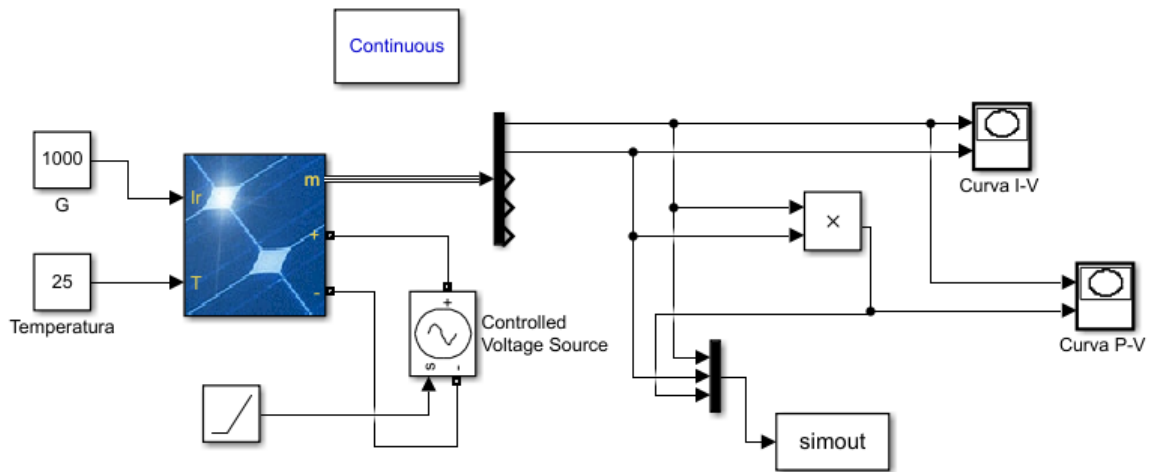 Continuous
1000
G
Ir
m
+
T
-
25
Temperatura
+
s
-
Controlled
Voltage Source
×
Curva I-V
Curva P-V
simout